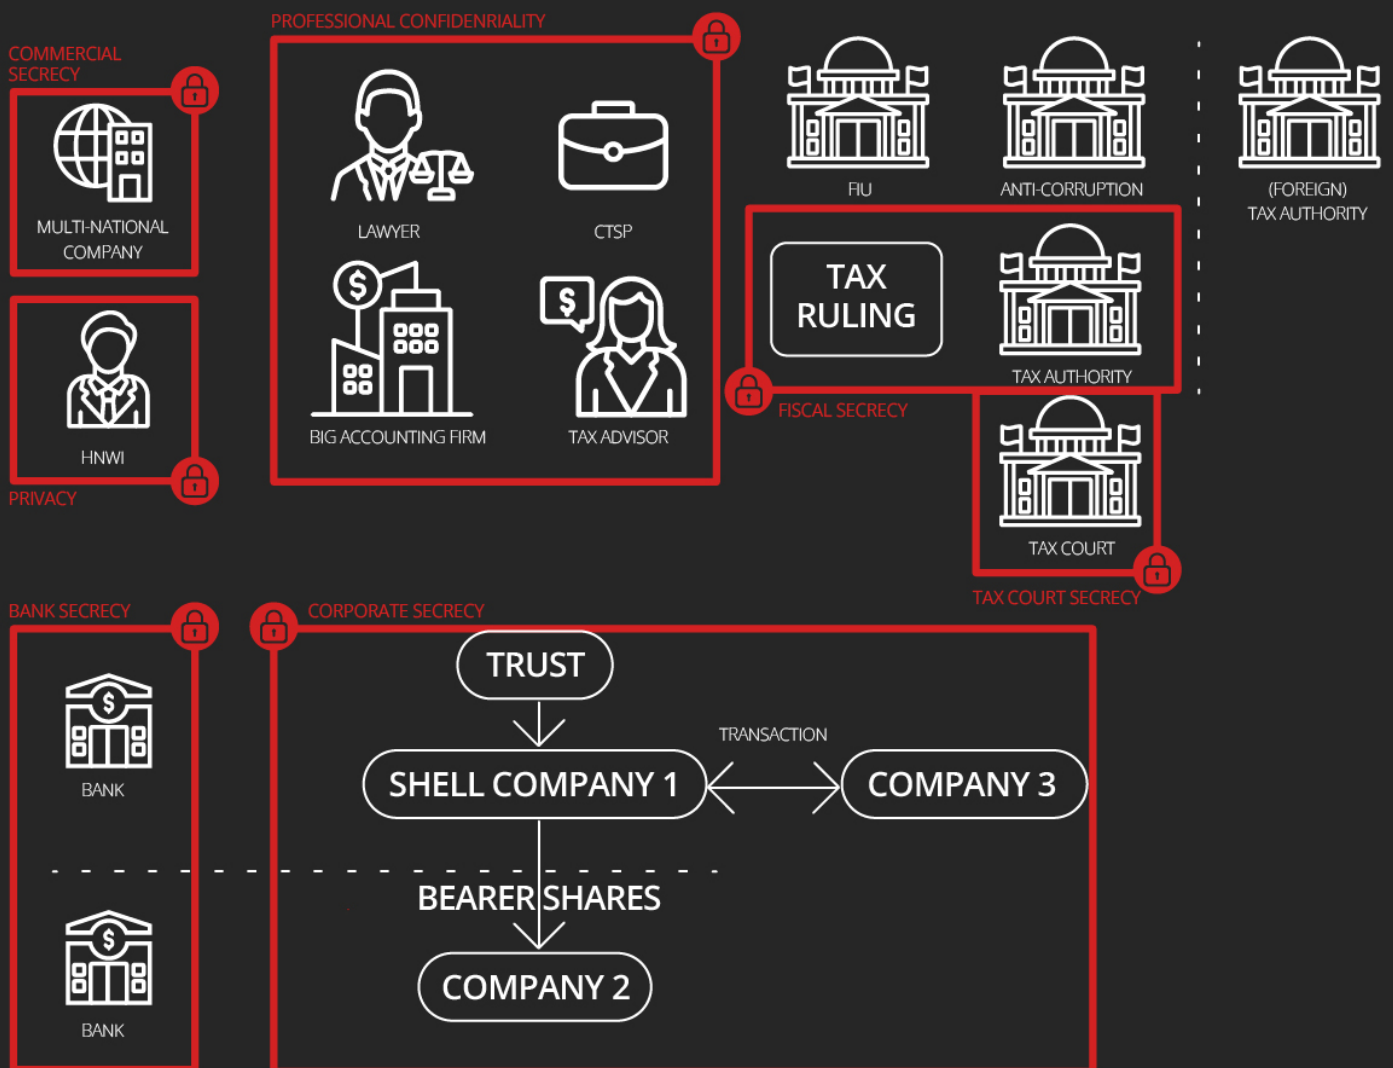 PROFESSIONAL CONFIDENRIALITY
COMMERCIAL
SECRECY
MULTI-NATIONAL
COMPANY
HNWI
PRIVACY
LAWYER
CTSP
$
BIG ACCOUNTING FIRM
$
TAX ADVISOR
FIU
ANTI-CORRUPTION
(FOREIGN)
TAX AUTHORITY
TAX
RULING
TAX AUTHORITY
FISCAL SECRECY
TAX COURT
TAX COURT SECRECY
BANK SECRECY
$
BANK
$
BANK
CORPORATE SECRECY
TRUST
SHELL COMPANY 1
TRANSACTION
COMPANY 3
BEARER SHARES
COMPANY 2